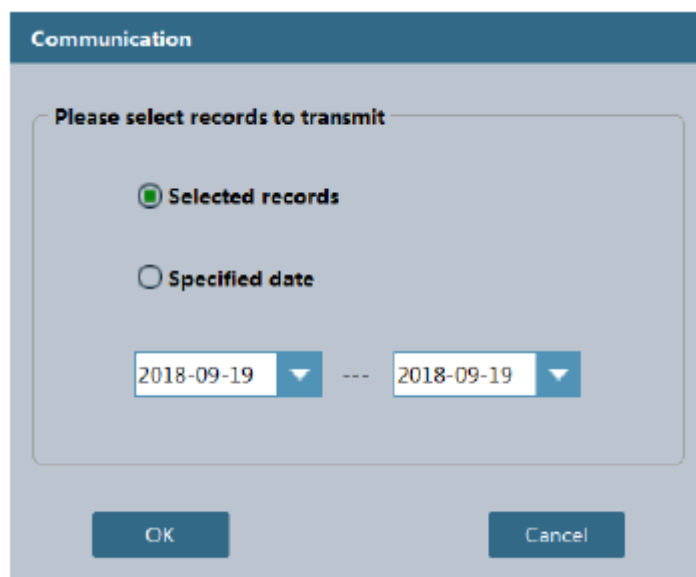 Communication
Please select records to transmit
Selected records
Specified date
2018-09-19 --- 2018-09-19
OK Cancel